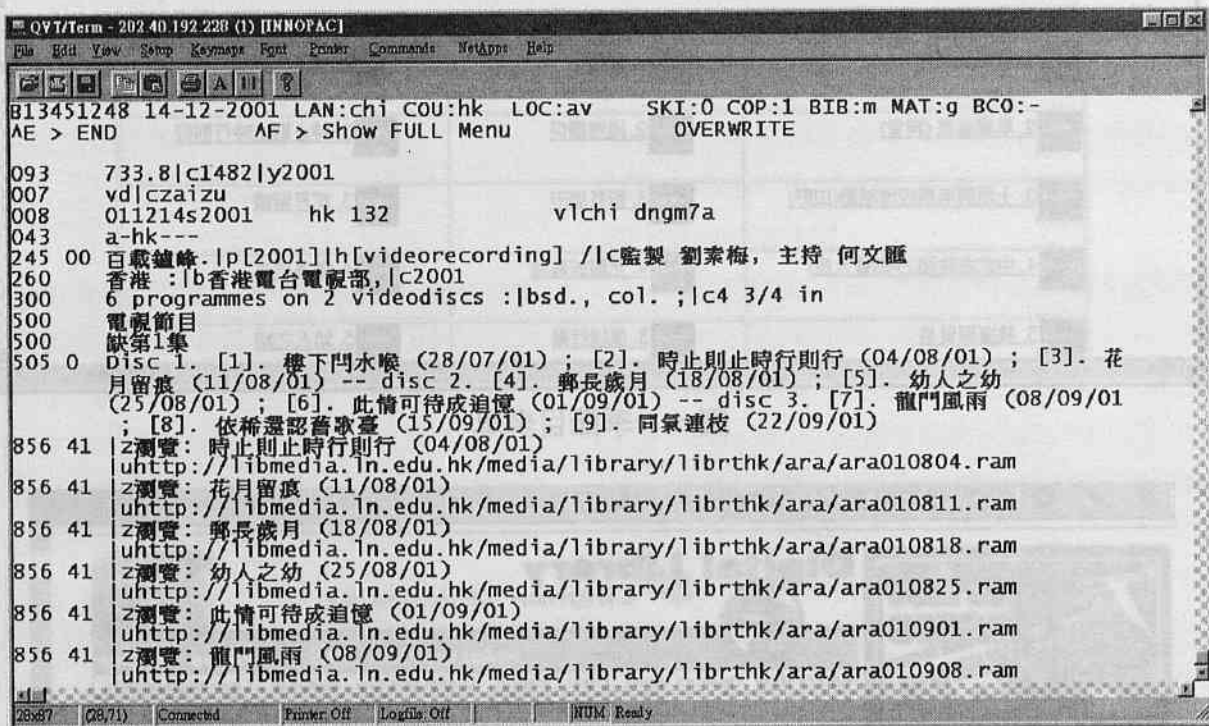 QVT/Term - 202.40.192.228 (1) [INNOPAC]
File Edit View Setup Keymaps Font Printer Commands NetApps Help
B13451248 14-12-2001 LAN:chi COU:hk LOC:av SKI:0 COP:1 BIB:m MAT:g BCO:-
^E > END ^F > Show FULL Menu OVERWRITE
093 733.8|c1482|y2001
007 vd|czaizu
008 011214s2001 hk 132 vlchi dngm7a
043 a-hk---
245 00 百載鑪峰.|p[2001]|h[videorecording] /|c監製 劉素梅, 主持 何文匯
260 香港 :|b香港電台電視部,|c2001
300 6 programmes on 2 videodiscs :|bsd., col. ;|c4 3/4 in
500 電視節目
500 缺第1集
505 0 Disc 1. [1]. 樓下閂水喉 (28/07/01) ; [2]. 時止則止時行則行 (04/08/01) ; [3]. 花
月留痕 (11/08/01) -- disc 2. [4]. 鄉長歲月 (18/08/01) ; [5]. 幼人之幼
(25/08/01) ; [6]. 此情可待成追憶 (01/09/01) -- disc 3. [7]. 龍門風雨 (08/09/01
; [8]. 依稀還認舊歌臺 (15/09/01) ; [9]. 同氣連枝 (22/09/01)
856 41 |z瀏覽: 時止則止時行則行 (04/08/01)
|uhttp://libmedia.ln.edu.hk/media/library/librthk/ara/ara010804.ram
856 41 |z瀏覽: 花月留痕 (11/08/01)
|uhttp://libmedia.ln.edu.hk/media/library/librthk/ara/ara010811.ram
856 41 |z瀏覽: 鄉長歲月 (18/08/01)
|uhttp://libmedia.ln.edu.hk/media/library/librthk/ara/ara010818.ram
856 41 |z瀏覽: 幼人之幼 (25/08/01)
|uhttp://libmedia.ln.edu.hk/media/library/librthk/ara/ara010825.ram
856 41 |z瀏覽: 此情可待成追憶 (01/09/01)
|uhttp://libmedia.ln.edu.hk/media/library/librthk/ara/ara010901.ram
856 41 |z瀏覽: 龍門風雨 (08/09/01)
|uhttp://libmedia.ln.edu.hk/media/library/librthk/ara/ara010908.ram
28x87 (28,71) Connected Printer: Off Logfile: Off NUM Ready